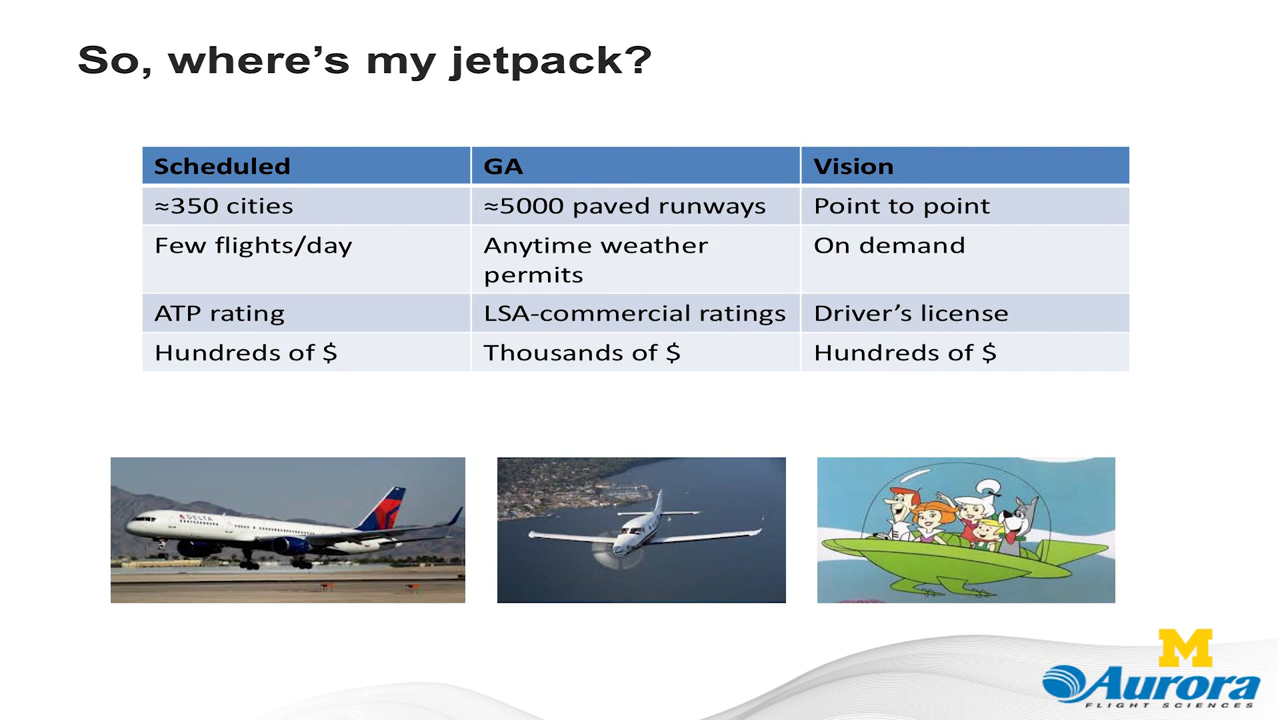 So, where's my jetpack?
Scheduled GA Vision
≈350 cities ≈5000 paved runways Point to point
Few flights/day Anytime weather permits On demand
ATP rating LSA-commercial ratings Driver's license
Hundreds of $ Thousands of $ Hundreds of $
DELTA
M
Aurora
FLIGHT SCIENCES